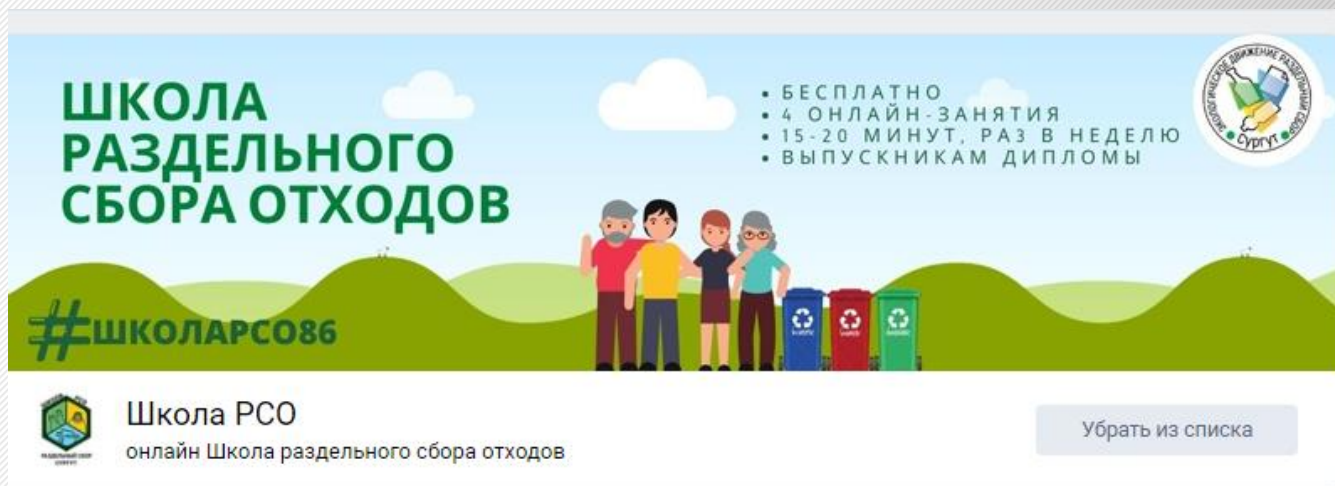 ШКОЛА
РАЗДЕЛЬНОГО
СБОРА ОТХОДОВ
• БЕСПЛАТНО
• 4 ОНЛАЙН-ЗАНЯТИЯ
• 15-20 МИНУТ, РАЗ В НЕДЕЛЮ
• ВЫПУСКНИКАМ ДИПЛОМЫ
ЭКОЛОГИЧЕСКОЕ ДВИЖЕНИЕ РАЗДЕЛЬНЫЙ СБОР
СУРГУТ
#ШКОЛАРСО86
Школа РСО
онлайн Школа раздельного сбора отходов
Убрать из списка